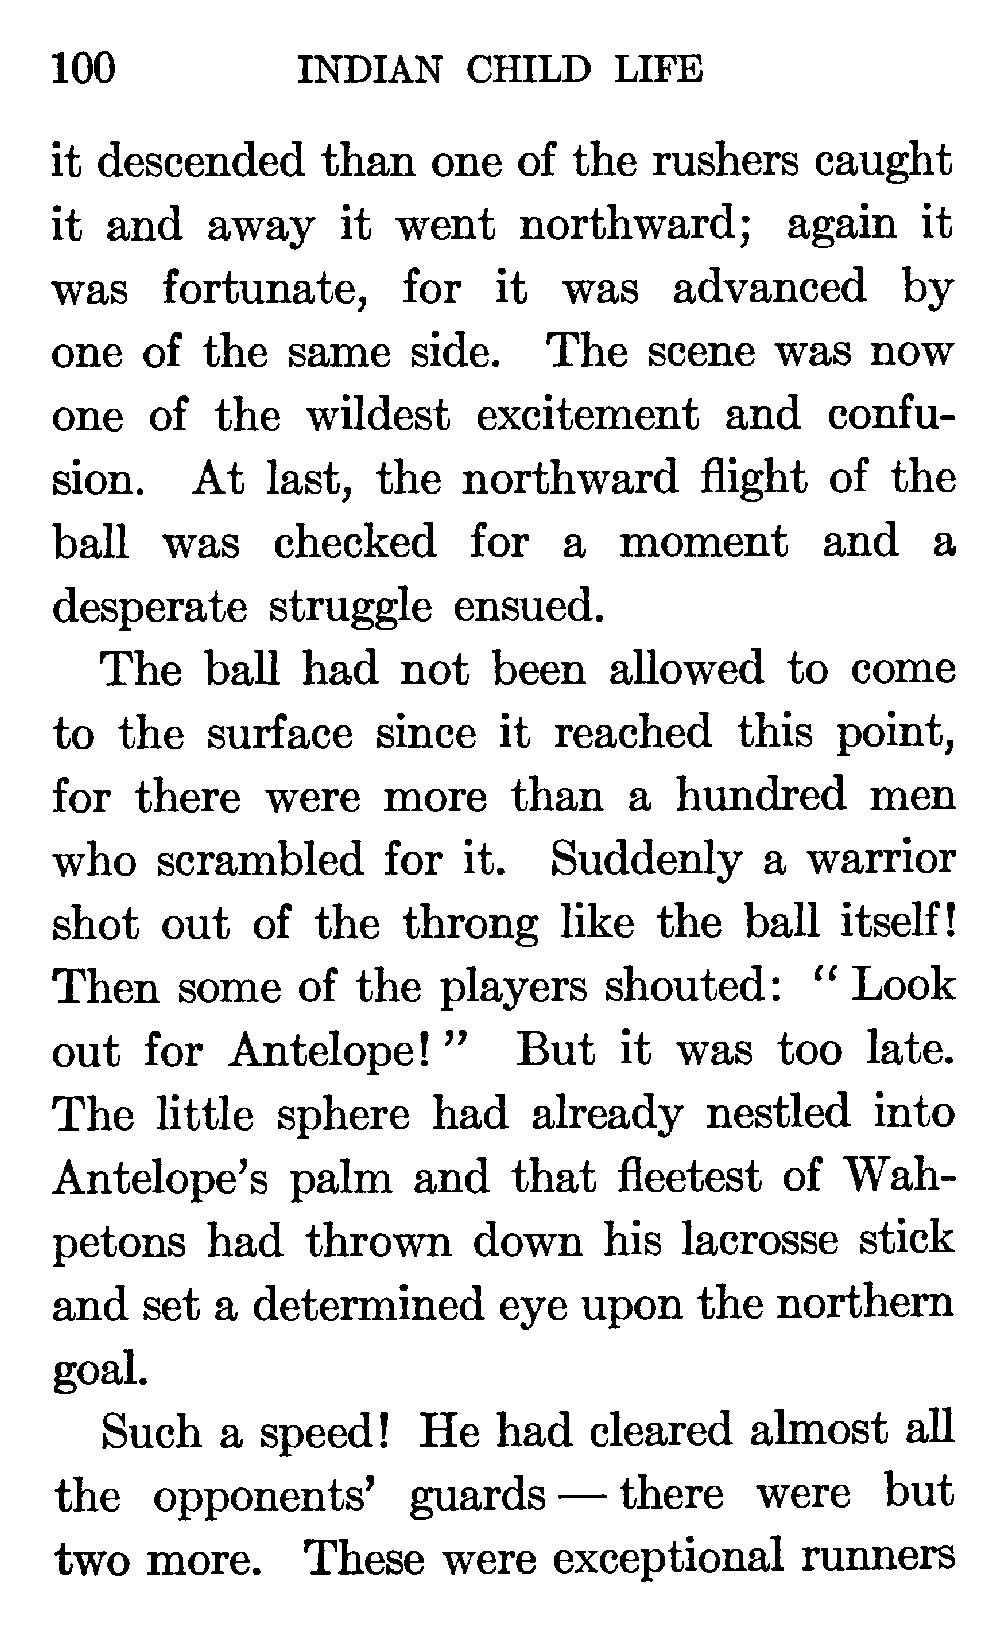 100 INDIAN CHILD LIFE
it descended than one of the rushers caught
it and away it went northward; again it
was fortunate, for it was advanced by
one of the same side. The scene was now
one of the wildest excitement and confu-
sion. At last, the northward flight of the
ball was checked for a moment and a
desperate struggle ensued.
The ball had not been allowed to come
to the surface since it reached this point,
for there were more than a hundred men
who scrambled for it. Suddenly a warrior
shot out of the throng like the ball itself!
Then some of the players shouted: “Look
out for Antelope!” But it was too late.
The little sphere had already nestled into
Antelope’s palm and that fleetest of Wah-
petons had thrown down his lacrosse stick
and set a determined eye upon the northern
goal.
Such a speed! He had cleared almost all
the opponents’ guards — there were but
two more. These were exceptional runners